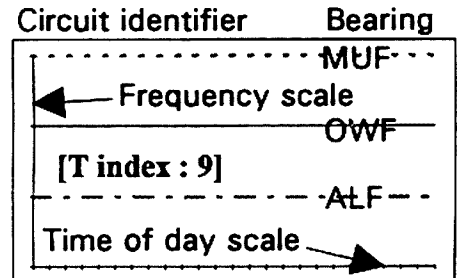 Circuit identifier Bearing
MUF
Frequency scale
OWF
[T index : 9]
ALF
Time of day scale